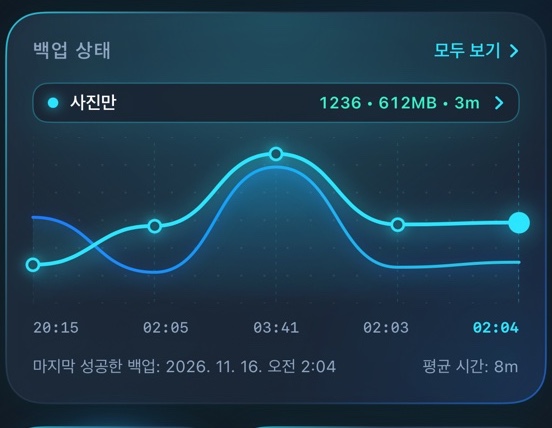 백업 상태 모두 보기
사진만 1236 • 612MB • 3m
20:15 02:05 03:41 02:03 02:04
마지막 성공한 백업: 2026. 11. 16. 오전 2:04 평균 시간: 8m